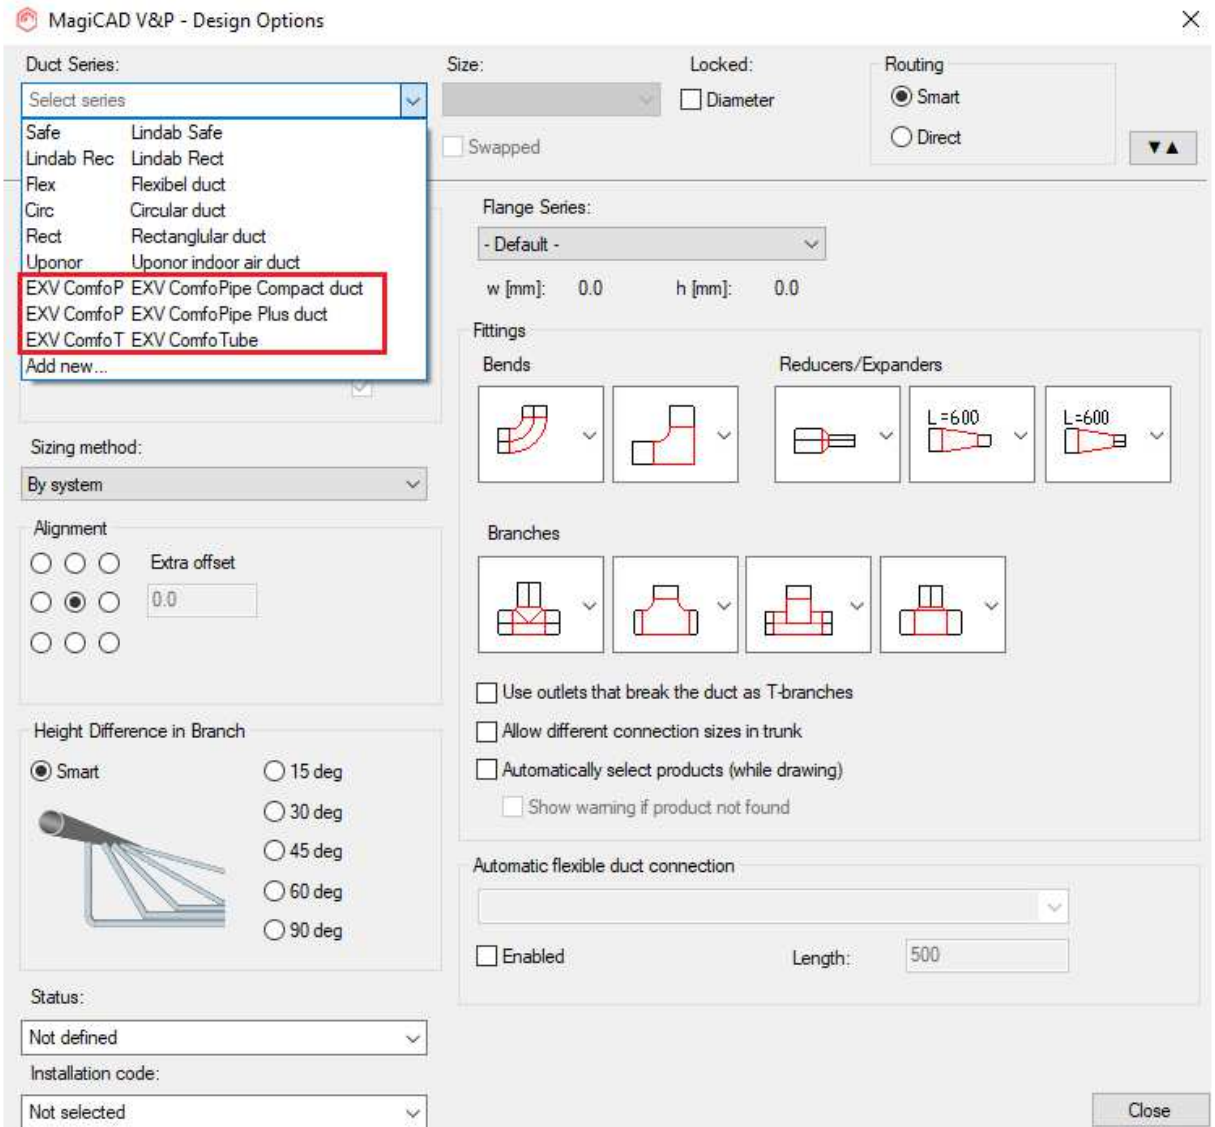 MagiCAD V&P - Design Options
Duct Series:
Size:
Locked:
Routing
Select series
Diameter
Smart
Direct
Swapped
▼▲
Safe Lindab Safe
Lindab Rec Lindab Rect
Flex Flexibel duct
Circ Circular duct
Rect Rectanglular duct
Uponor Uponor indoor air duct
EXV ComfoP EXV ComfoPipe Compact duct
EXV ComfoP EXV ComfoPipe Plus duct
EXV ComfoT EXV ComfoTube
Add new...
Flange Series:
- Default -
w [mm]: 0.0 h [mm]: 0.0
Fittings
Bends
Reducers/Expanders
L=600
L=600
Sizing method:
By system
Alignment
Extra offset
0.0
Branches
Use outlets that break the duct as T-branches
Allow different connection sizes in trunk
Automatically select products (while drawing)
Show warning if product not found
Height Difference in Branch
Smart
15 deg
30 deg
45 deg
60 deg
90 deg
Automatic flexible duct connection
Enabled
Length: 500
Status:
Not defined
Installation code:
Not selected
Close